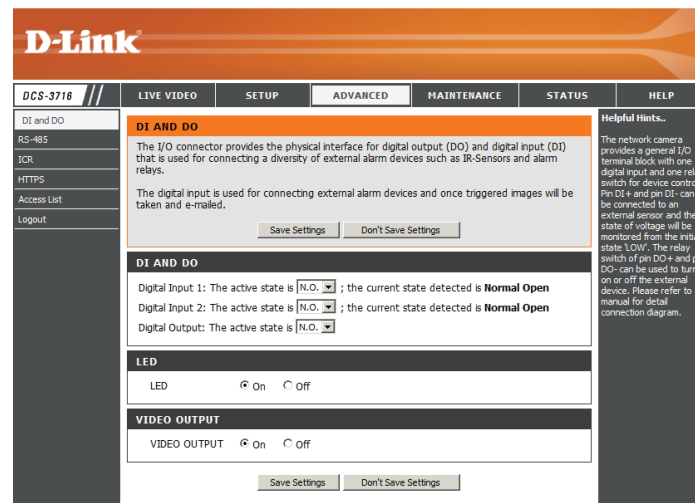 D-Link
DCS-3716
LIVE VIDEO
SETUP
ADVANCED
MAINTENANCE
STATUS
HELP
DI and DO
RS-485
ICR
HTTPS
Access List
Logout
DI AND DO
The I/O connector provides the physical interface for digital output (DO) and digital input (DI)
that is used for connecting a diversity of external alarm devices such as IR-Sensors and alarm
relays.
The digital input is used for connecting external alarm devices and once triggered images will be
taken and e-mailed.
Save Settings
Don't Save Settings
DI AND DO
Digital Input 1: The active state is N.O. ; the current state detected is Normal Open
Digital Input 2: The active state is N.O. ; the current state detected is Normal Open
Digital Output: The active state is N.O.
LED
LED On Off
VIDEO OUTPUT
VIDEO OUTPUT On Off
Save Settings
Don't Save Settings
Helpful Hints..
The network camera
provides a general I/O
terminal block with one
digital input and one
switch for device
Pin DI+ and pin DI- can
be connected to an
external sensor and the
state of voltage will be
monitored from the
state 'LOW'. The relay
switch of pin DO+ and
DO- can be used to turn
on or off the external
device. Please refer to
manual for detail
connection diagram.